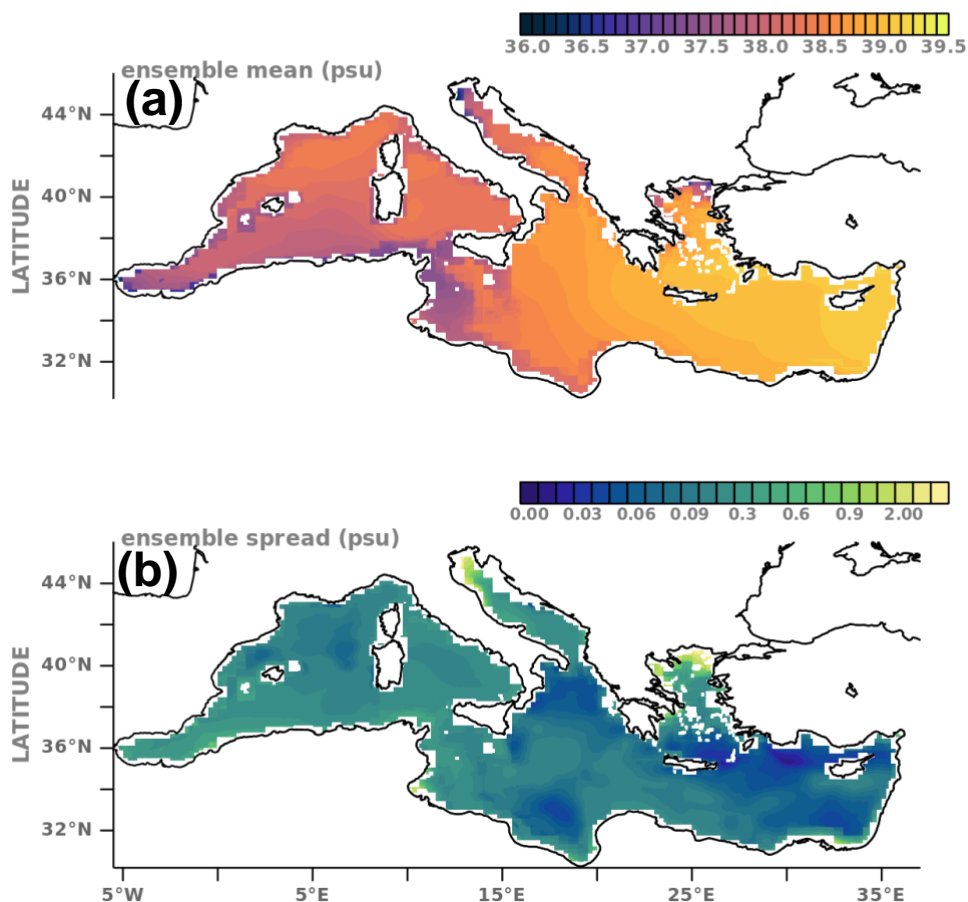 36.0 36.5 37.0 37.5 38.0 38.5 39.0 39.5
ensemble mean (psu)
(a)
44°N
40°N
36°N
32°N
LATITUDE
0.00 0.03 0.06 0.09 0.3 0.6 0.9 2.00
ensemble spread (psu)
(b)
44°N
40°N
36°N
32°N
LATITUDE
5°W 5°E 15°E 25°E 35°E